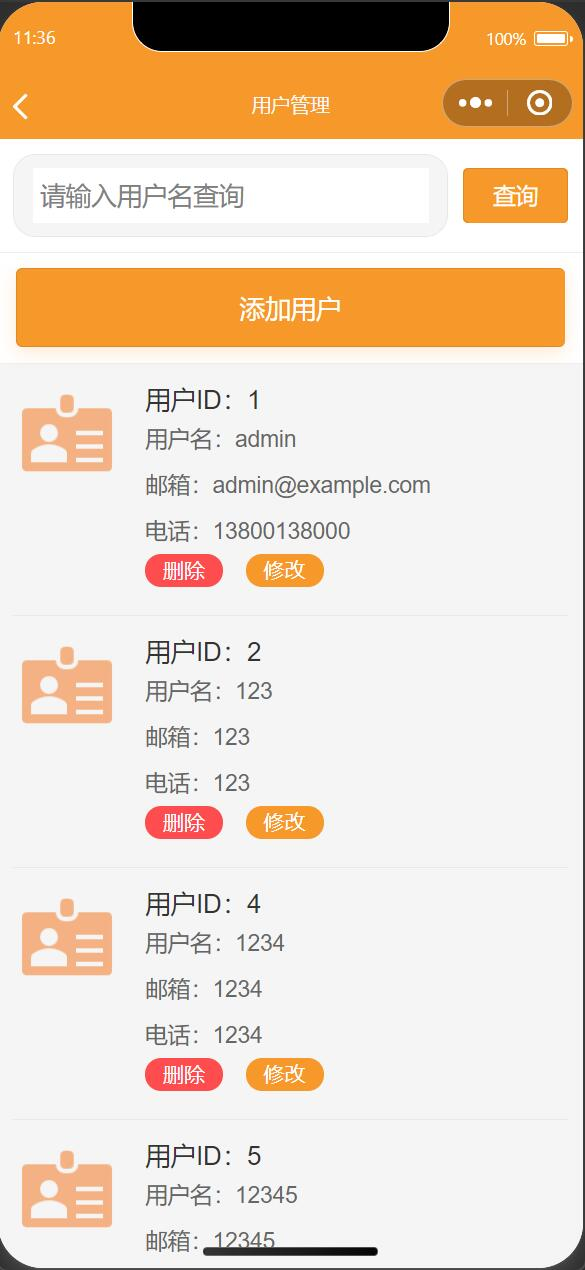 11:36
100%
用户管理
请输入用户名查询
查询
添加用户
用户ID：1
用户名：admin
邮箱：admin@example.com
电话：13800138000
删除 修改
用户ID：2
用户名：123
邮箱：123
电话：123
删除 修改
用户ID：4
用户名：1234
邮箱：1234
电话：1234
删除 修改
用户ID：5
用户名：12345
邮箱：12345